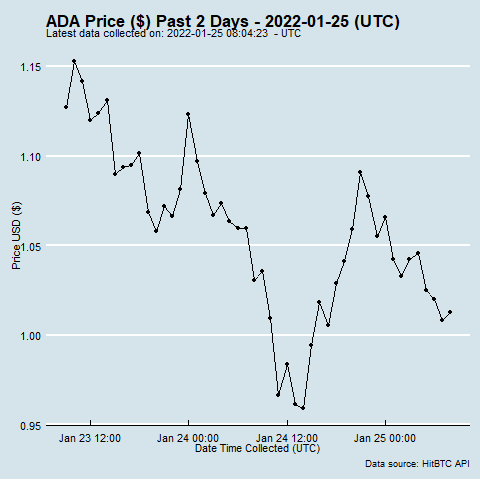 ADA Price ($) Past 2 Days - 2022-01-25 (UTC)
Latest data collected on: 2022-01-25 08:04:23 - UTC
1.15
1.10
1.05
1.00
0.95
Price USD ($)
Jan 23 12:00 Jan 24 00:00 Jan 24 12:00 Jan 25 00:00
Date Time Collected (UTC)
Data source: HitBTC API